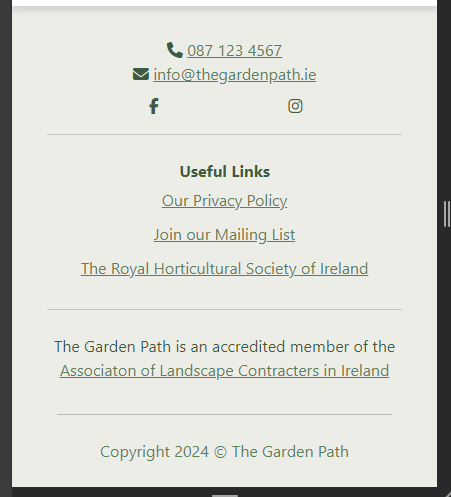 087 123 4567
info@thegardenpath.ie
Useful Links
Our Privacy Policy
Join our Mailing List
The Royal Horticultural Society of Ireland
The Garden Path is an accredited member of the
Associaton of Landscape Contracters in Ireland
Copyright 2024 © The Garden Path